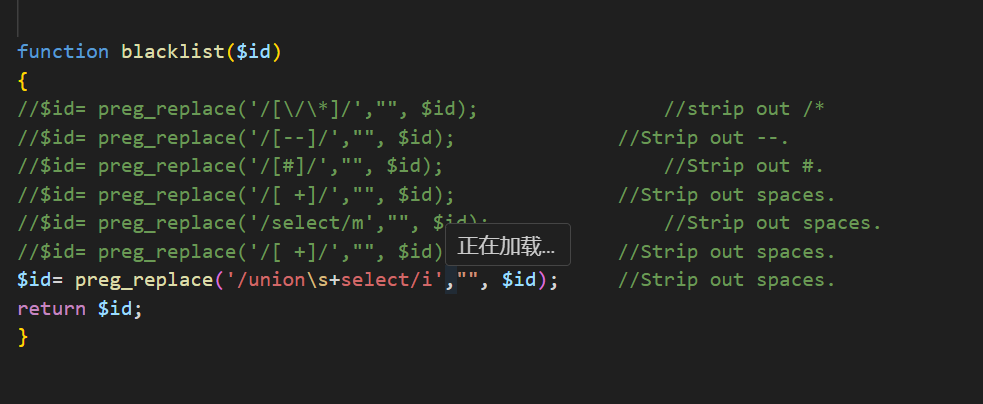 function blacklist($id)
{
//$id= preg_replace('/[\/\*]/',"", $id); //strip out /*
//$id= preg_replace('/[--]/',"", $id); //Strip out --.
//$id= preg_replace('/[#]/',"", $id); //Strip out #.
//$id= preg_replace('/[ +]/',"", $id); //Strip out spaces.
//$id= preg_replace('/select/m',"", $id); //Strip out spaces.
//$id= preg_replace('/[ +]/',"", $id) //Strip out spaces.
正在加载...
$id= preg_replace('/union\s+select/i',"", $id); //Strip out spaces.
return $id;
}